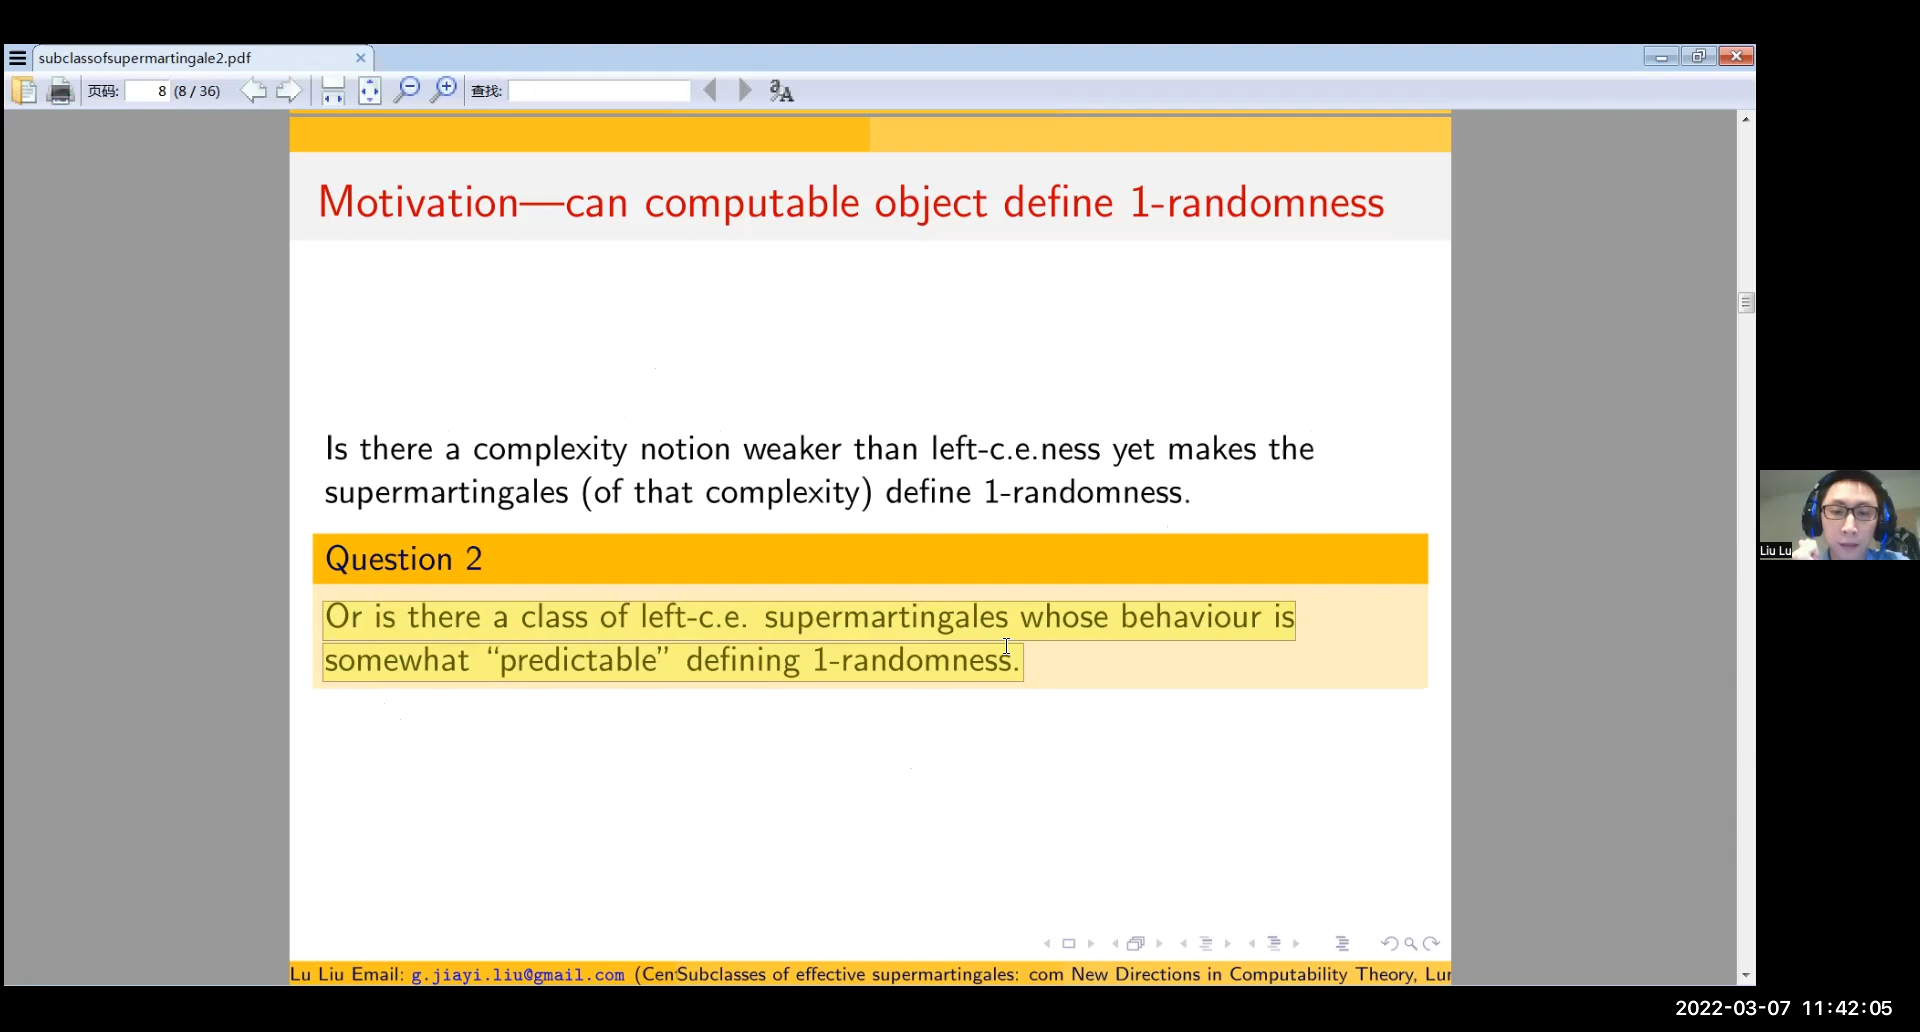 subclassofsupermartingale2.pdf
页码: 8 (8 / 36) 查找:
Motivation—can computable object define 1-randomness
Is there a complexity notion weaker than left-c.e.ness yet makes the
supermartingales (of that complexity) define 1-randomness.
Question 2
Or is there a class of left-c.e. supermartingales whose behaviour is
somewhat “predictable” defining 1-randomness.
Liu Lu
Lu Liu Email: g.jiayi.liu@gmail.com (Cen Subclasses of effective supermartingales: com New Directions in Computability Theory, Lu
2022-03-07 11:42:05